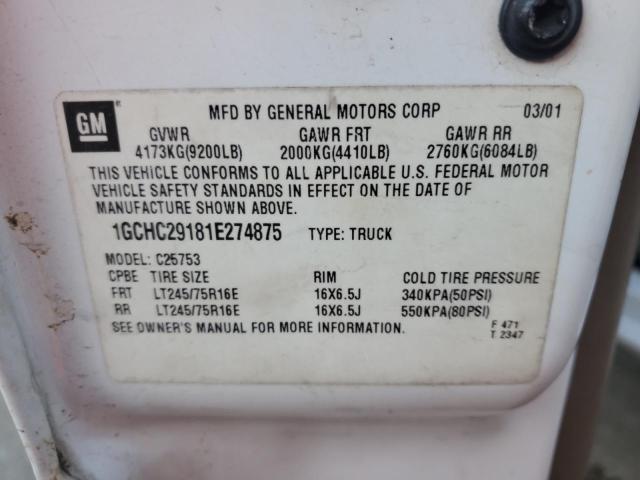 GM
MFD BY GENERAL MOTORS CORP 03/01
GVWR GAWR FRT GAWR RR
4173KG(9200LB) 2000KG(4410LB) 2760KG(6084LB)
THIS VEHICLE CONFORMS TO ALL APPLICABLE U.S. FEDERAL MOTOR
VEHICLE SAFETY STANDARDS IN EFFECT ON THE DATE OF
MANUFACTURE SHOWN ABOVE.
1GCHC29181E274875 TYPE: TRUCK
MODEL: C25753
CPBE TIRE SIZE RIM COLD TIRE PRESSURE
FRT LT245/75R16E 16X6.5J 340KPA(50PSI)
RR LT245/75R16E 16X6.5J 550KPA(80PSI)
SEE OWNER'S MANUAL FOR MORE INFORMATION.
F 471
T 2347